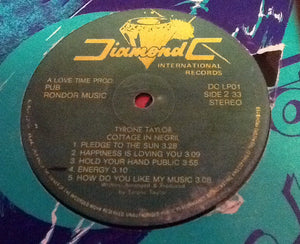 Diamond C
INTERNATIONAL
RECORDS
A LOVE TIME PROD.
PUB
RONDOR MUSIC
DC LP01
SIDE 2 33
STEREO
TYRONE TAYLOR
COTTAGE IN NEGRIL
1 PLEDGE TO THE SUN 3.28
2 HAPPINESS IS LOVING YOU 3.09
3 HOLD YOUR HAND PUBLIC 3:55
4 ENERGY 3.10
5 HOW DO YOU LIKE MY MUSIC 3:08
Written, Arranged & Produced
by Tyrone Taylor